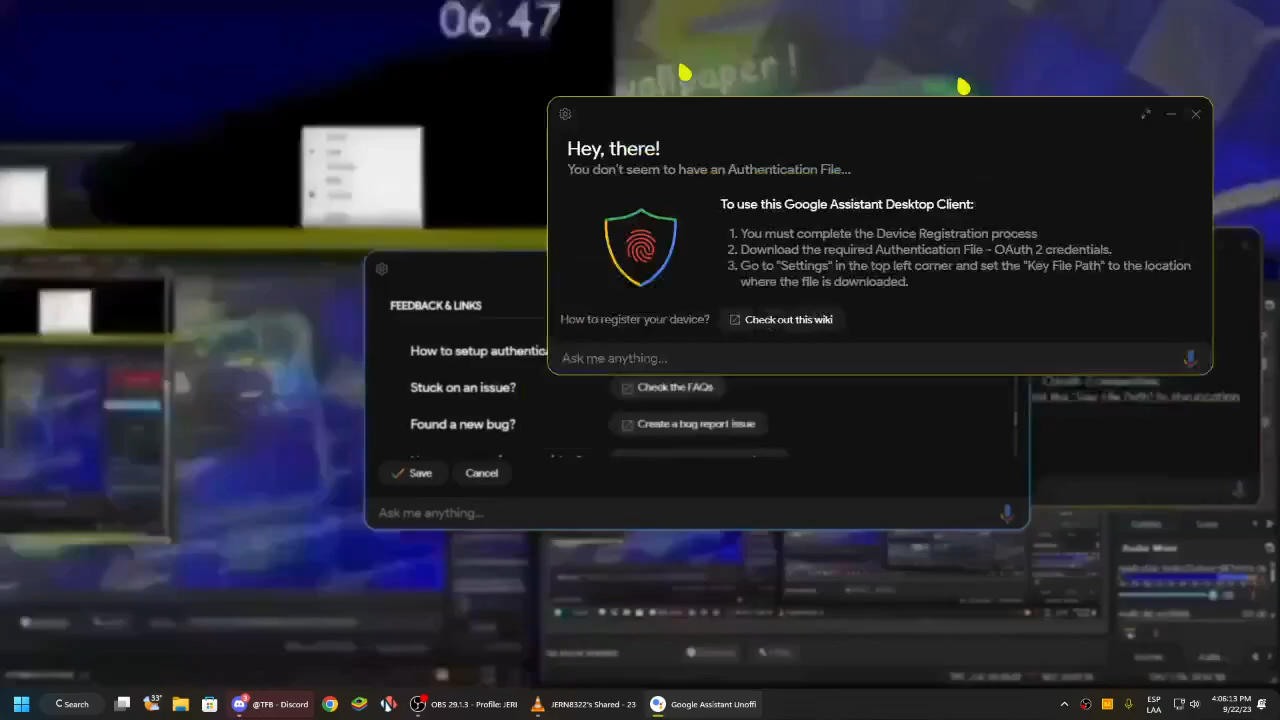 06:47
wallpaper!
Hey, there!
You don't seem to have an Authentication File...
To use this Google Assistant Desktop Client:
1. You must complete the Device Registration process
2. Download the required Authentication File - OAuth 2 credentials.
3. Go to "Settings" in the top left corner and set the "Key File Path" to the location
where the file is downloaded.
How to register your device?
Check out this wiki
Ask me anything...
FEEDBACK & LINKS
How to setup authentica
Stuck on an issue?
Check the FAQs
Found a new bug?
Create a bug report issue
Save
Cancel
Ask me anything...
Audio Mixer
Search
33°
3
@TFB - Discord
OBS 29.1.3 - Profile: JERI
JERN8322's Shared - 23
Google Assistant Unoffi
ESP
LAA
4:06:13 PM
9/22/23